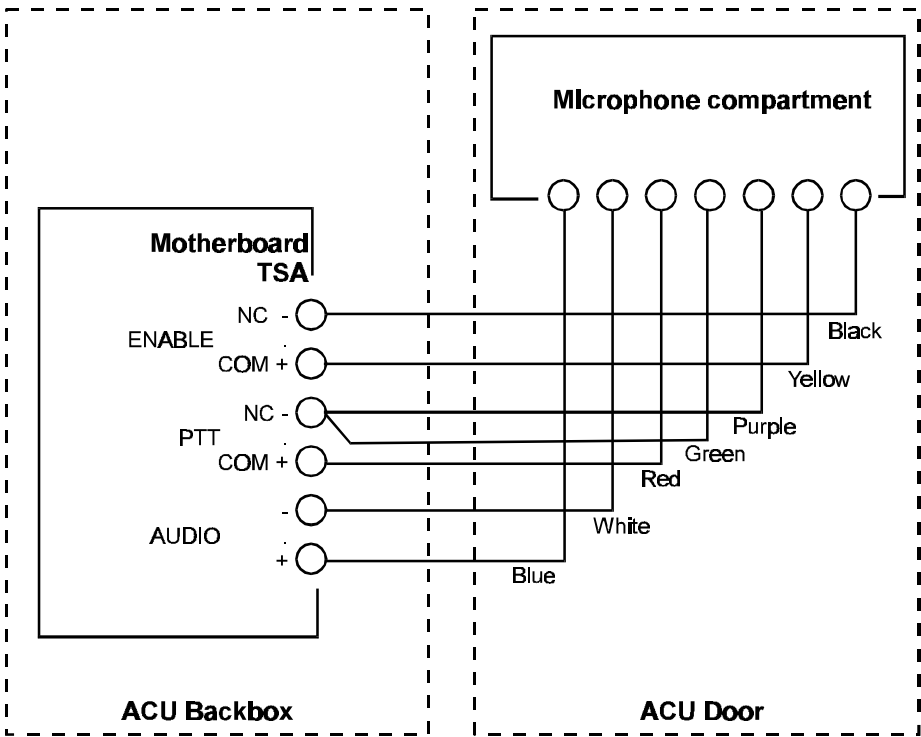 MIcrophone compartment
Motherboard
TSA
NC -
ENABLE
COM +
NC -
PTT
COM +
-
AUDIO
+
Black
Yellow
Purple
Green
Red
White
Blue
ACU Backbox
ACU Door